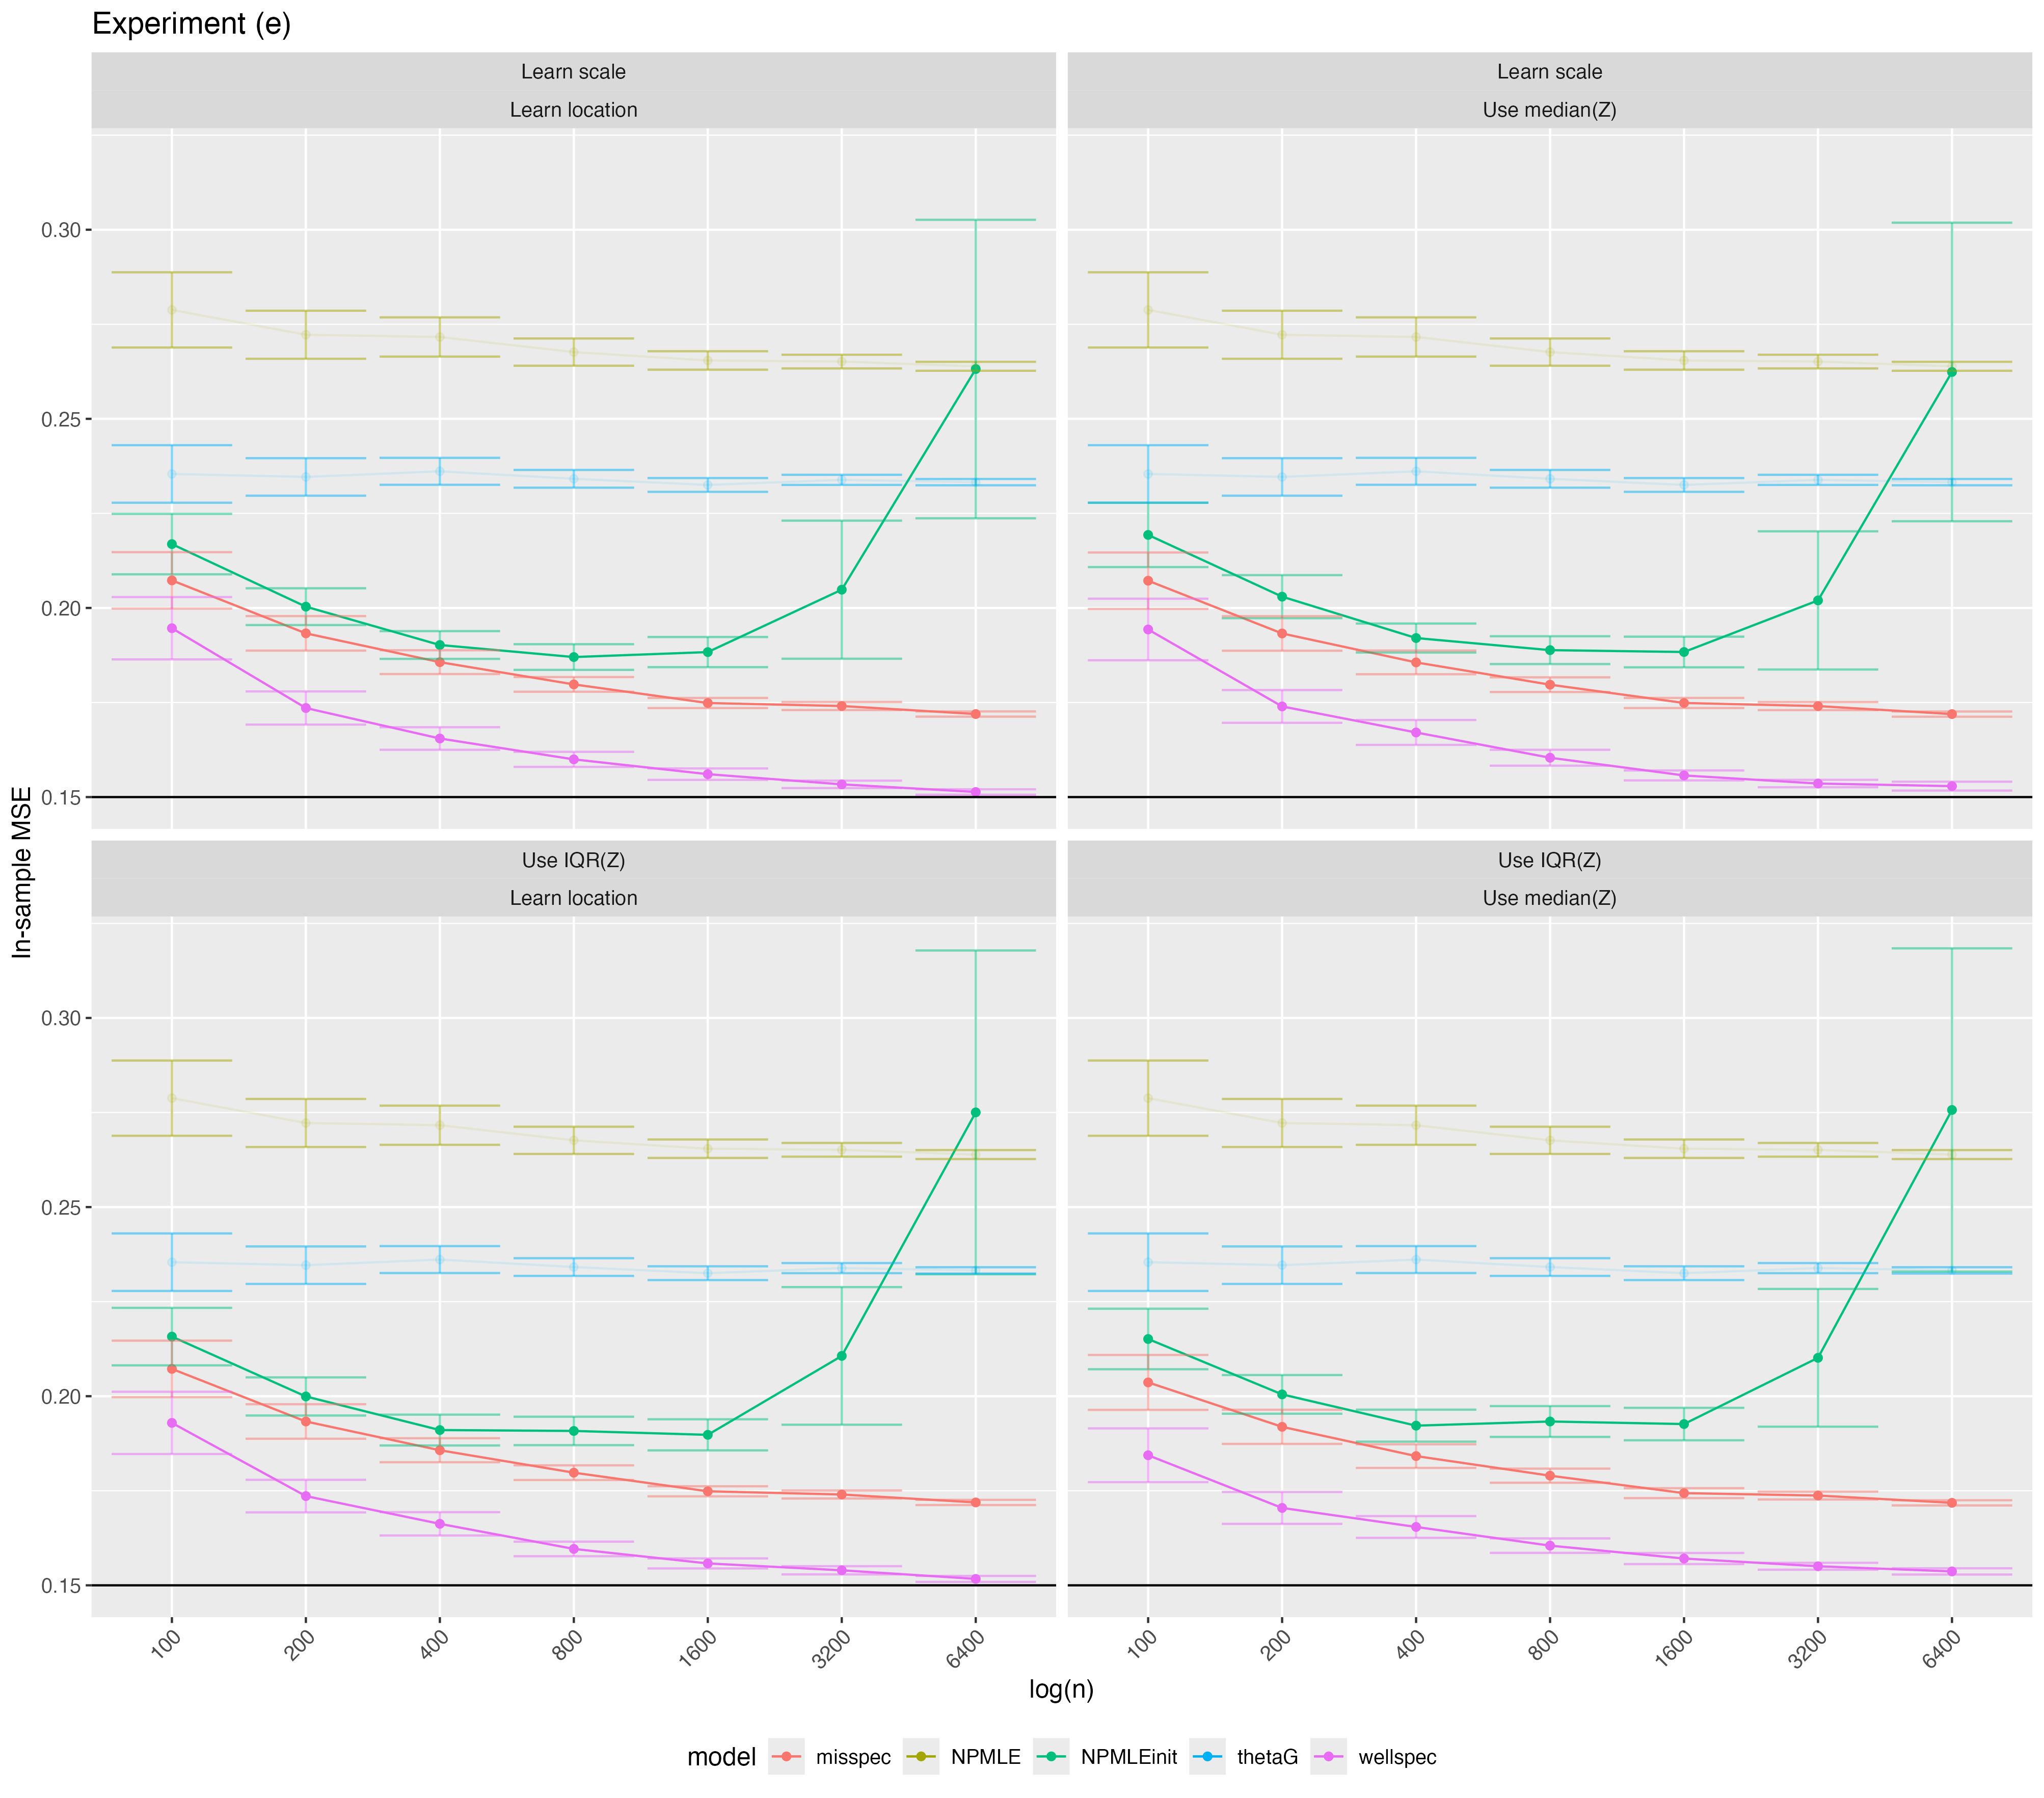 Experiment (e)
Learn scale
Learn location
Learn scale
Use median(Z)
0.30
0.25
0.20
0.15
Use IQR(Z)
Learn location
Use IQR(Z)
Use median(Z)
0.30
0.25
0.20
0.15
In-sample MSE
100 200 400 800 1600 3200 6400
100 200 400 800 1600 3200 6400
log(n)
model misspec NPMLE NPMLEinit thetaG wellspec